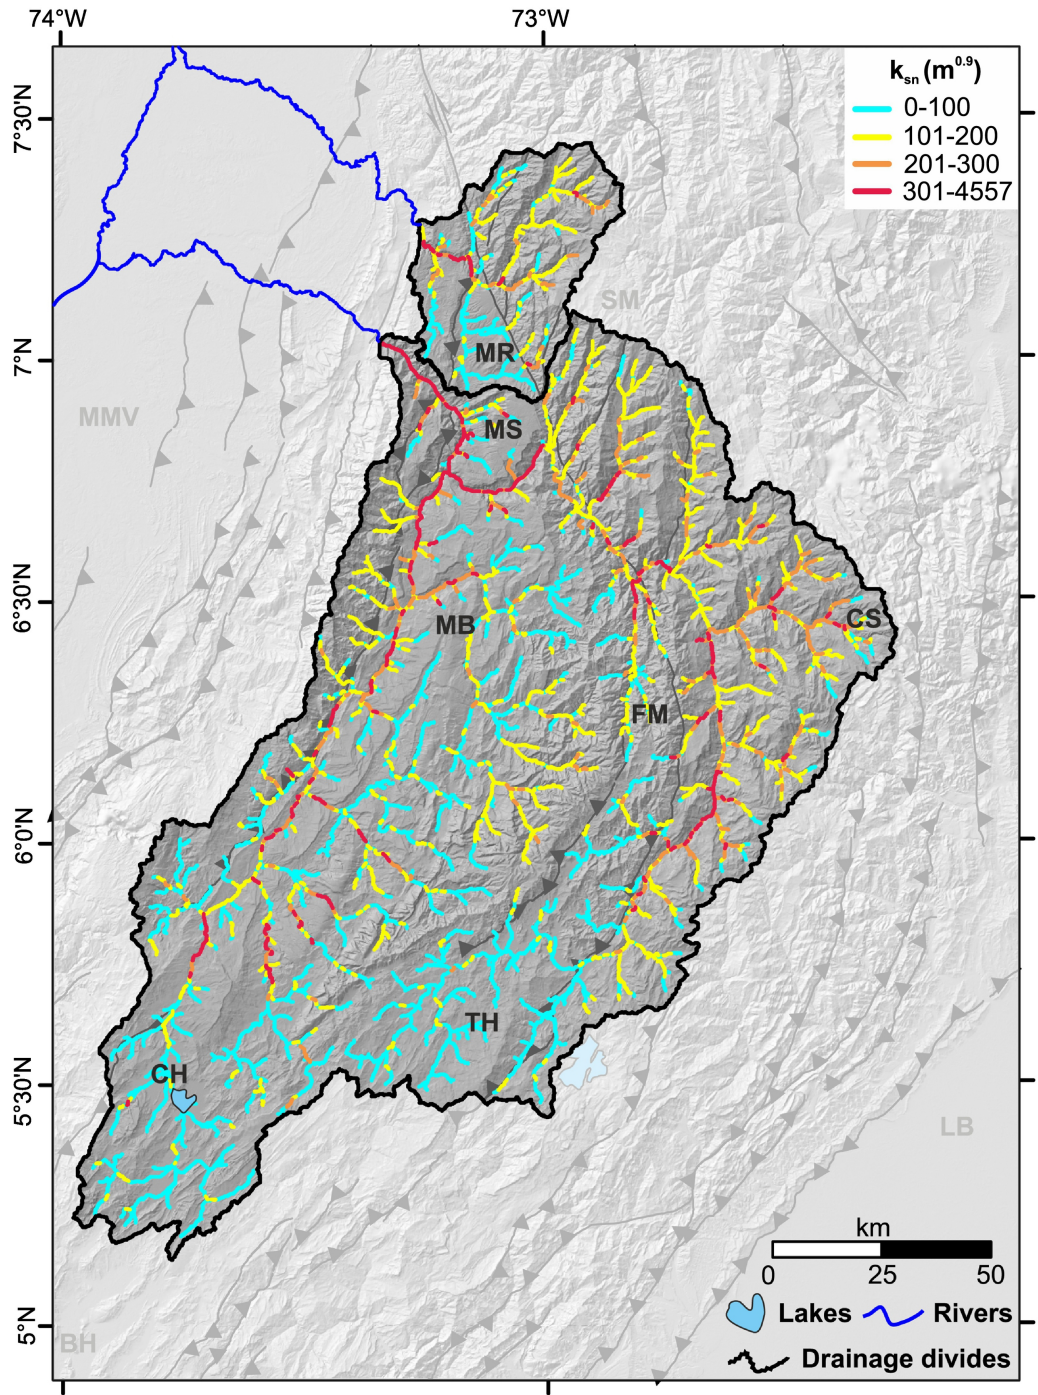 74°W 73°W
ksn (m0.9)
0-100
101-200
201-300
301-4557
7°30'N
SM
MR
7°N
MMV
MS
6°30'N
CS
MB
FM
6°0'N
TH
CH
5°30'N
LB
km
0 25 50
Lakes Rivers
5°N
BH
Drainage divides